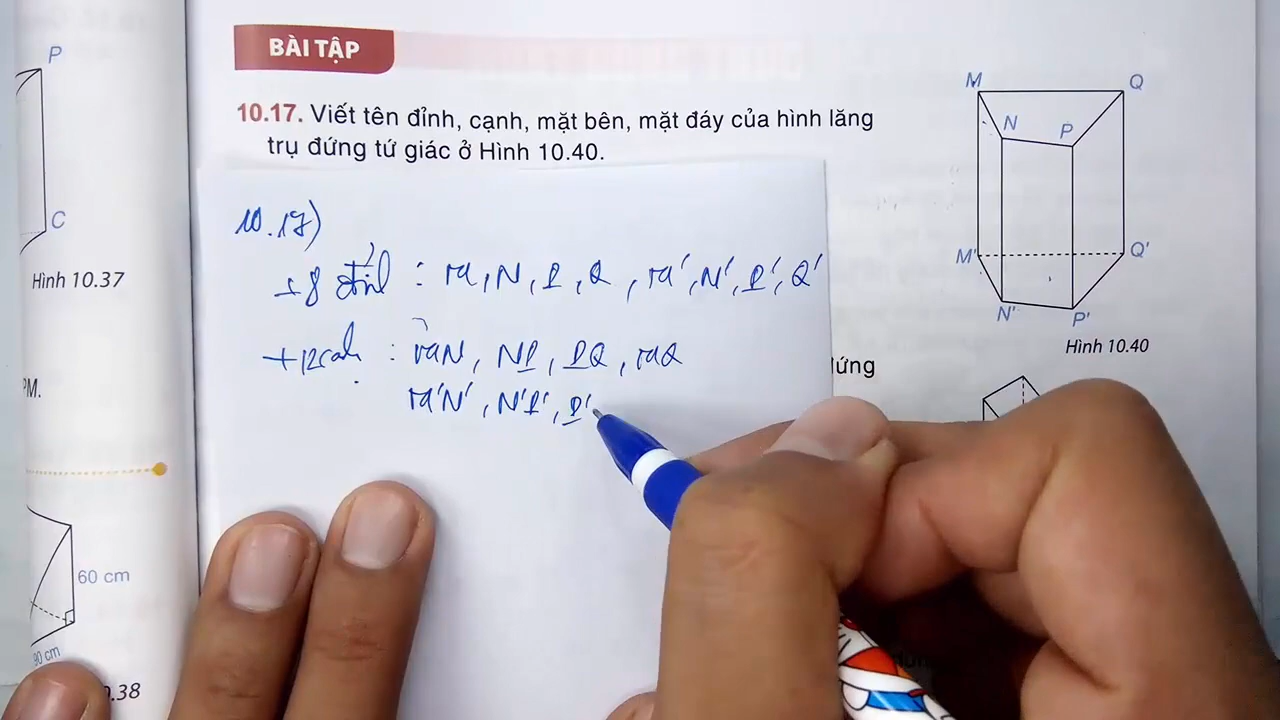 P
C
Hình 10.37
PM.
60 cm
90 cm
0.38
BÀI TẬP
10.17. Viết tên đỉnh, cạnh, mặt bên, mặt đáy của hình lăng
trụ đứng tứ giác ở Hình 10.40.
10.17)
+8 đỉnh : M, N, P, Q, M', N', P', Q'
+12 cạnh : MN, NP, PQ, MQ
M'N', N'P', P'
M Q
N P
M' Q'
N' P'
Hình 10.40
đứng